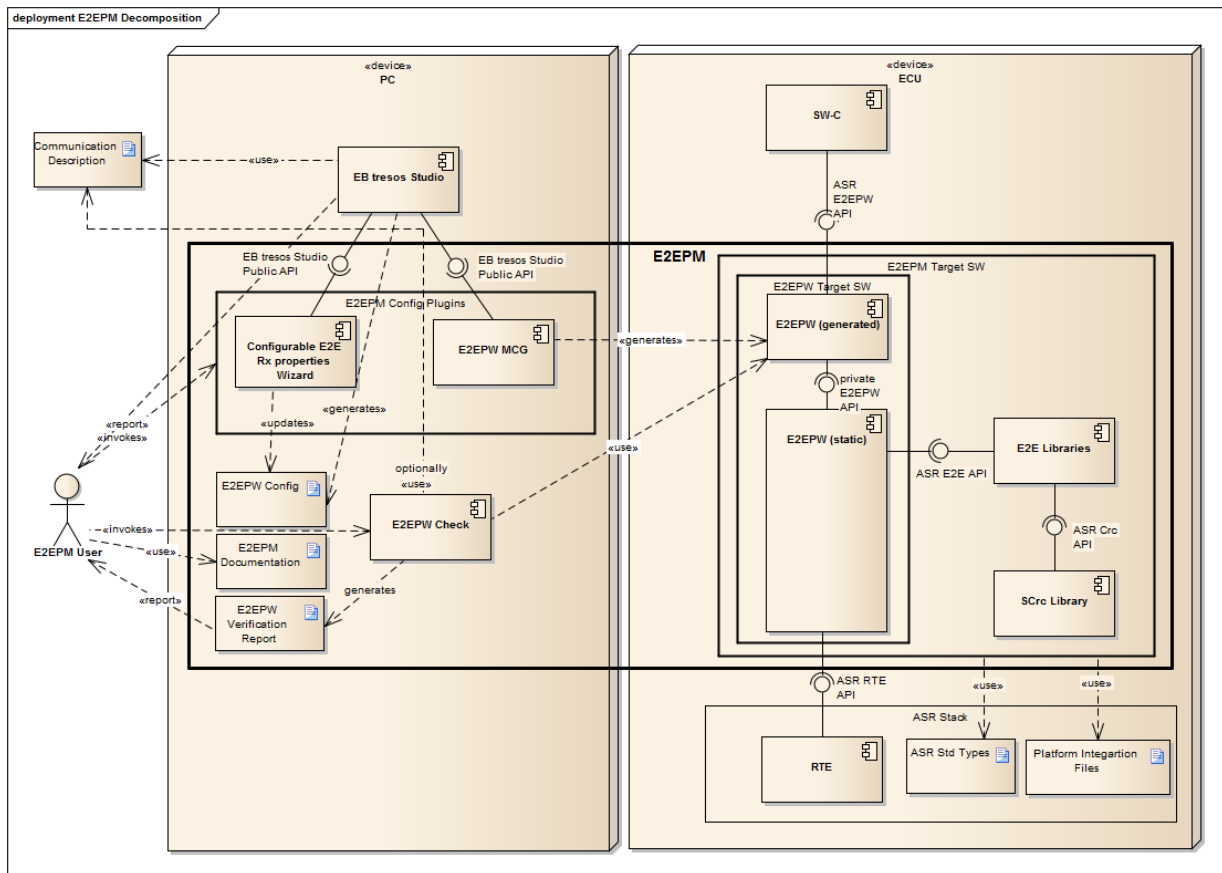 deployment E2EPM Decomposition
«device»
PC
«device»
ECU
SW-C
Communication
Description
«use»
EB tresos Studio
ASR
E2EPW
API
E2EPM
EB tresos Studio
Public API
EB tresos Studio
Public API
E2EPM Target SW
E2EPW Target SW
E2EPM Config Plugins
E2EPW (generated)
Configurable E2E
Rx properties
Wizard
E2EPW MCG
«generates»
private
E2EPW
API
«generates»
«report»
«invokes»
«updates»
E2EPW (static)
«use»
E2E Libraries
ASR E2E API
optionally
«use»
E2EPW Config
E2EPW Check
«invokes»
ASR Crc
API
E2EPM User
«use»
E2EPM
Documentation
generates
«report»
E2EPW
Verification
Report
SCrc Library
ASR RTE
API
«use»
«use»
ASR Stack
RTE
ASR Std Types
Platform Integartion
Files